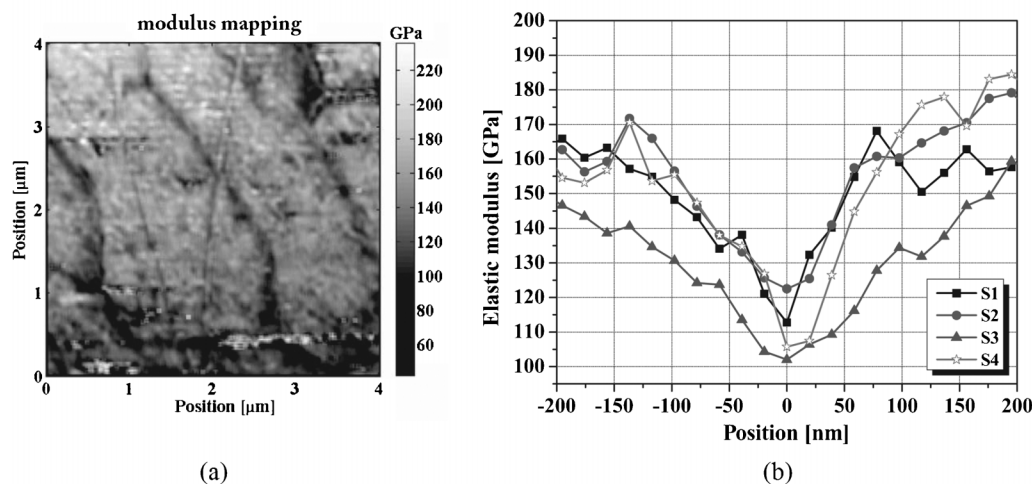 modulus mapping
GPa
4
3
2
1
0
Position [µm]
0 1 2 3 4
Position [µm]
220
200
180
160
140
120
100
80
60
(a)
200
190
180
170
160
150
140
130
120
110
100
Elastic modulus [GPa]
-200 -150 -100 -50 0 50 100 150 200
Position [nm]
S1
S2
S3
S4
(b)